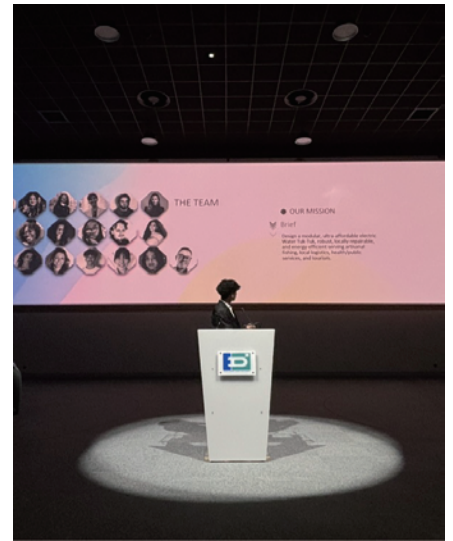 THE TEAM
OUR MISSION
Brief
Design a modular, ultra-affordable electric
Water Tuk Tuk, robust, locally repairable,
and energy efficient serving artisanal
fishing, local logistics, health/public
services, and tourism.